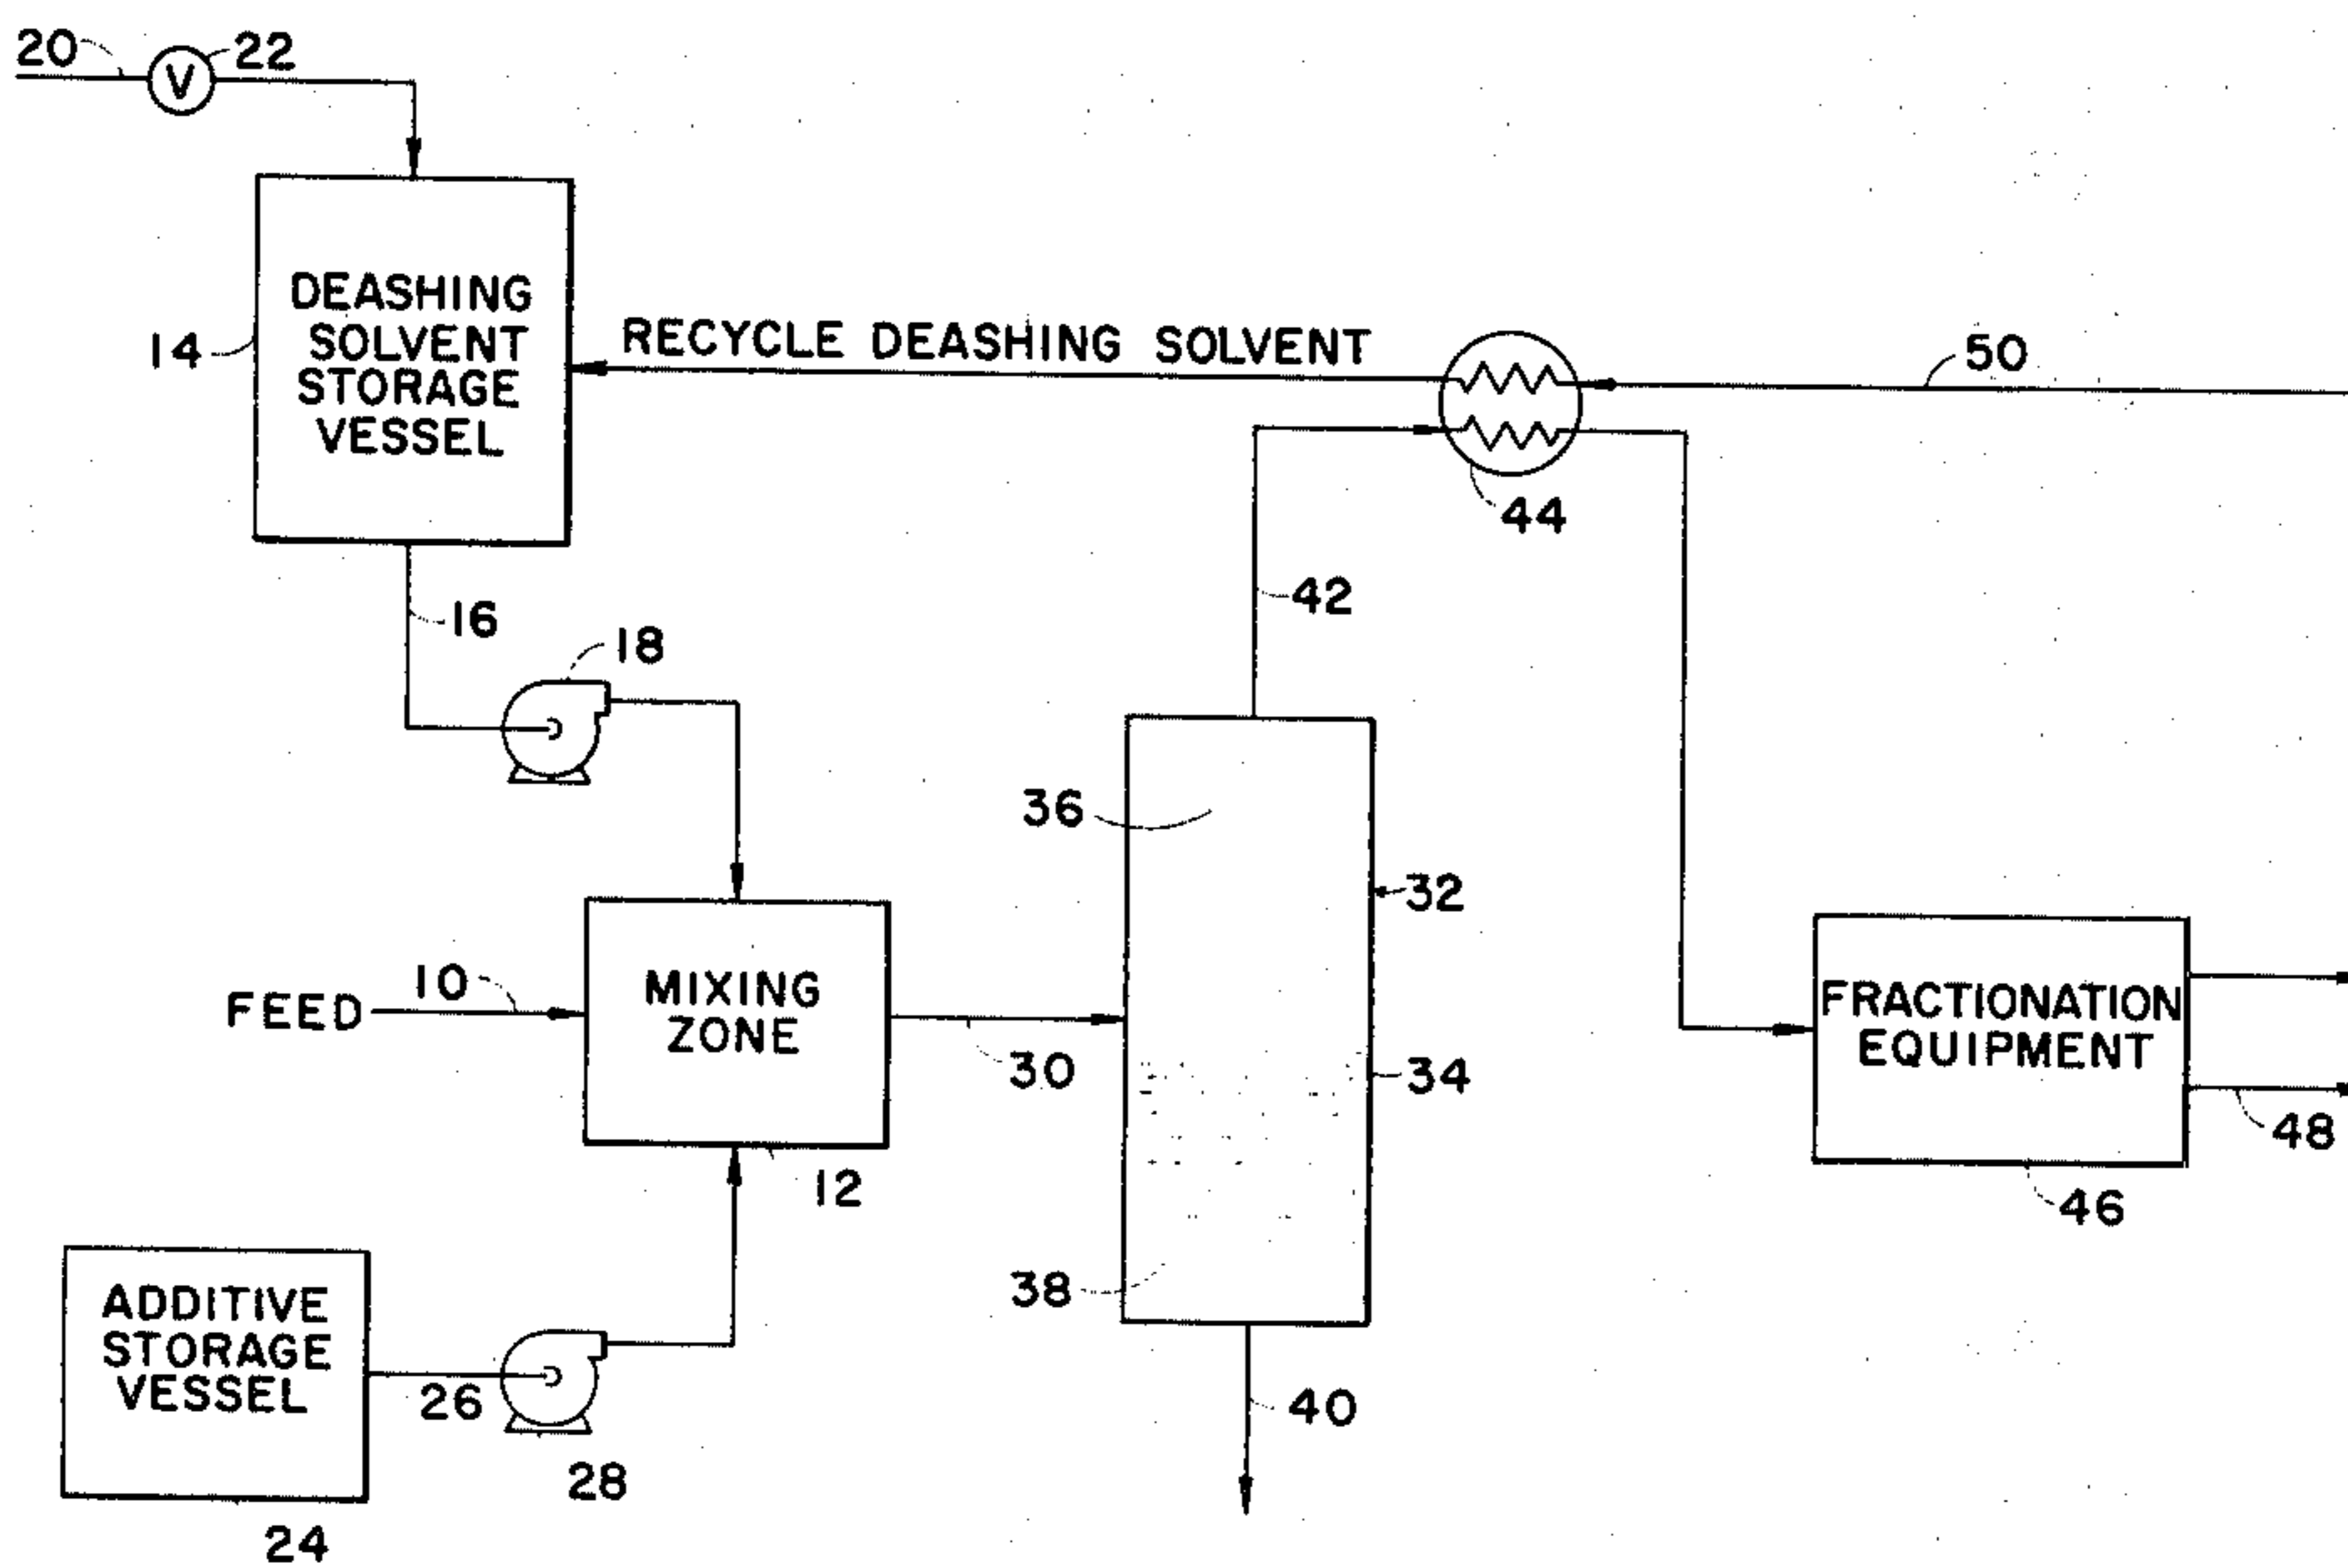 20
22
V
DEASHING
SOLVENT
STORAGE
VESSEL
14
RECYCLE DEASHING SOLVENT
50
44
16
42
18
36
32
FEED
10
MIXING
ZONE
30
34
12
FRACTIONATION
EQUIPMENT
48
46
38
ADDITIVE
STORAGE
VESSEL
26
28
24
40